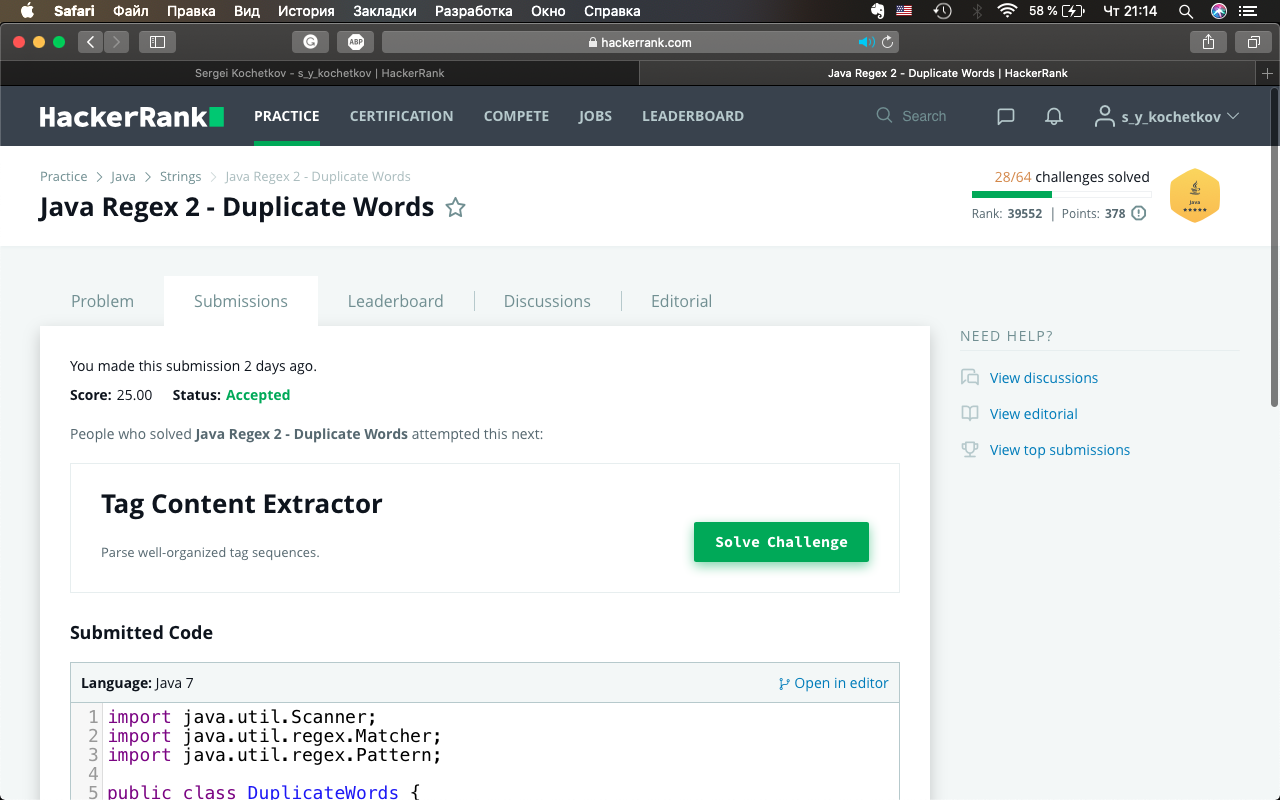 Safari Файл Правка Вид История Закладки Разработка Окно Справка 58 % Чт 21:14
ABP hackerrank.com
Sergei Kochetkov - s_y_kochetkov | HackerRank Java Regex 2 - Duplicate Words | HackerRank
HackerRank PRACTICE CERTIFICATION COMPETE JOBS LEADERBOARD Search s_y_kochetkov
Practice > Java > Strings > Java Regex 2 - Duplicate Words
28/64 challenges solved
Java Regex 2 - Duplicate Words
Rank: 39552 | Points: 378
Java
Problem Submissions Leaderboard Discussions Editorial
You made this submission 2 days ago.
Score: 25.00 Status: Accepted
People who solved Java Regex 2 - Duplicate Words attempted this next:
Tag Content Extractor
Parse well-organized tag sequences.
Solve Challenge
Submitted Code
Language: Java 7 Open in editor
1 import java.util.Scanner;
2 import java.util.regex.Matcher;
3 import java.util.regex.Pattern;
4
5 public class DuplicateWords {
NEED HELP?
View discussions
View editorial
View top submissions